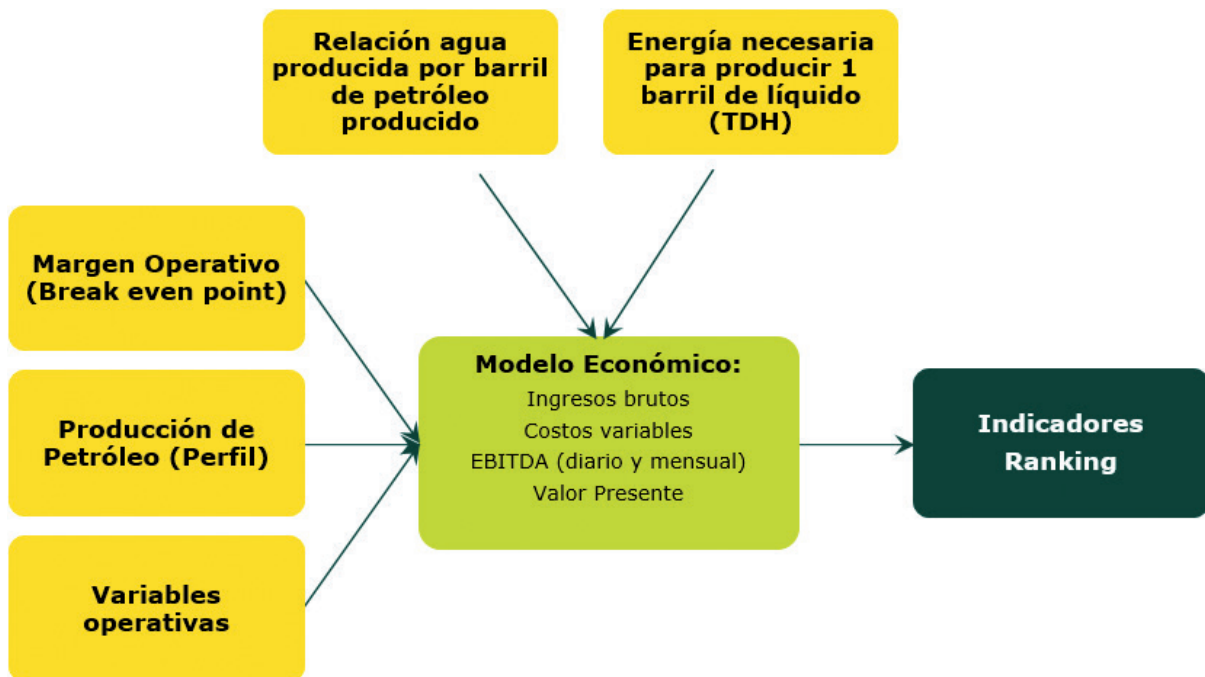 Relación agua
producida por barril
de petróleo
producido
Energía necesaria
para producir 1
barril de líquido
(TDH)
Margen Operativo
(Break even point)
Producción de
Petróleo (Perfil)
Variables
operativas
Modelo Económico:
Ingresos brutos
Costos variables
EBITDA (diario y mensual)
Valor Presente
Indicadores
Ranking